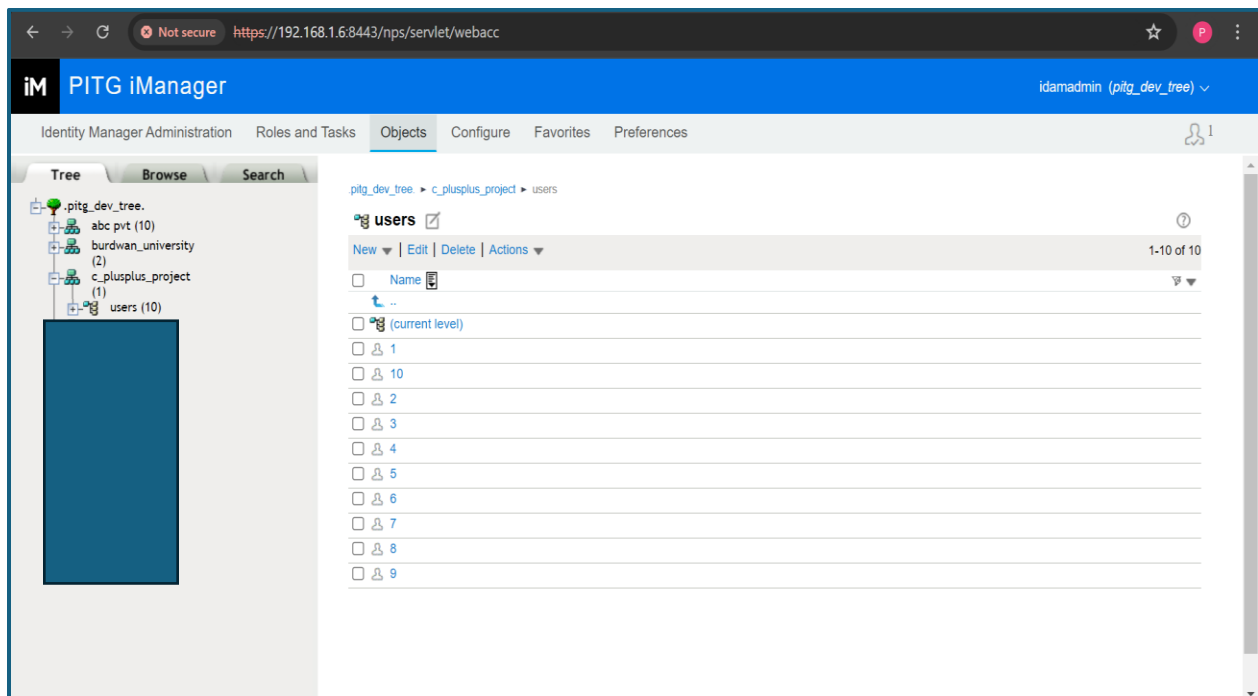 Not secure https://192.168.1.6:8443/nps/servlet/webacc P
iM PITG iManager idamadmin (pitg_dev_tree)
Identity Manager Administration Roles and Tasks Objects Configure Favorites Preferences 1
Tree Browse Search
.pitg_dev_tree.
abc pvt (10)
burdwan_university
(2)
c_plusplus_project
(1)
users (10)
.pitg_dev_tree. ► c_plusplus_project ► users
users ?
New | Edit | Delete | Actions 1-10 of 10
Name
..
(current level)
1
10
2
3
4
5
6
7
8
9